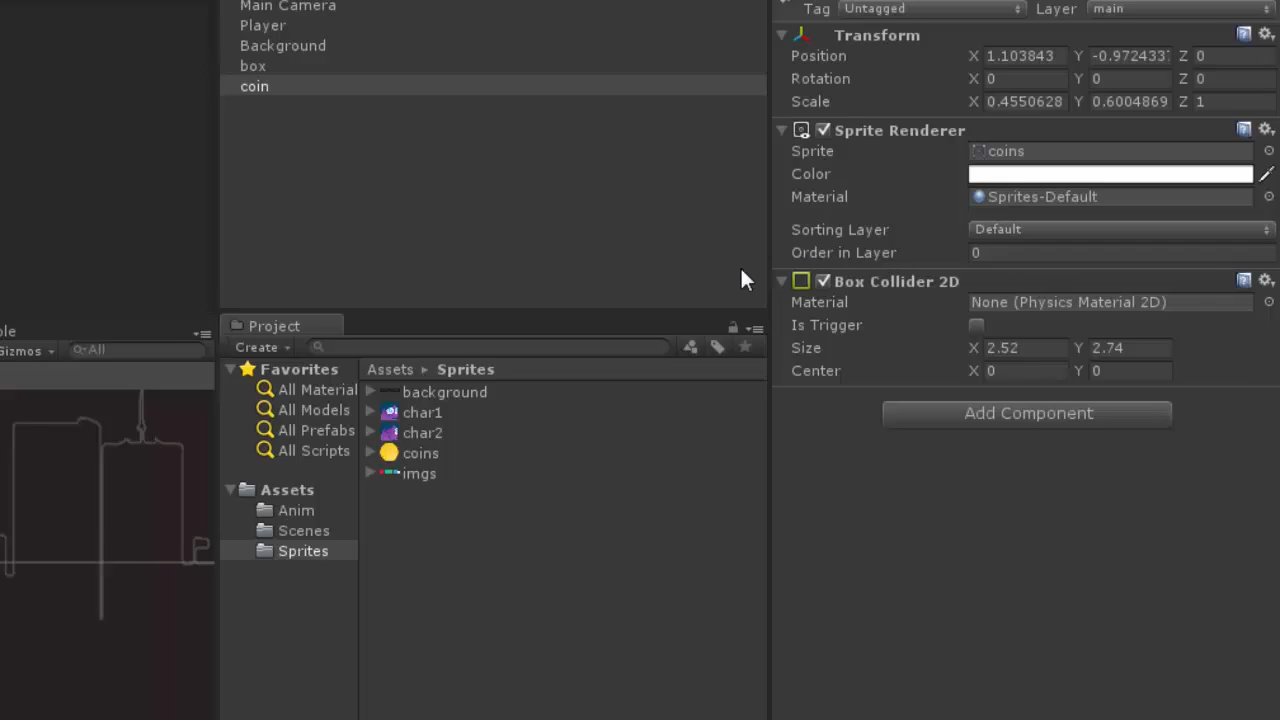 Main Camera
Player
Background
box
coin
Tag Untagged Layer main
Transform
Position X 1.103843 Y -0.972433 Z 0
Rotation X 0 Y 0 Z 0
Scale X 0.4550628 Y 0.6004869 Z 1
Sprite Renderer
Sprite coins
Color
Material Sprites-Default
Sorting Layer Default
Order in Layer 0
Box Collider 2D
Material None (Physics Material 2D)
Is Trigger
Size X 2.52 Y 2.74
Center X 0 Y 0
Add Component
Gizmos All
Project
Create
Favorites
All Material
All Models
All Prefabs
All Scripts
Assets
Anim
Scenes
Sprites
Assets ▸ Sprites
background
char1
char2
coins
imgs